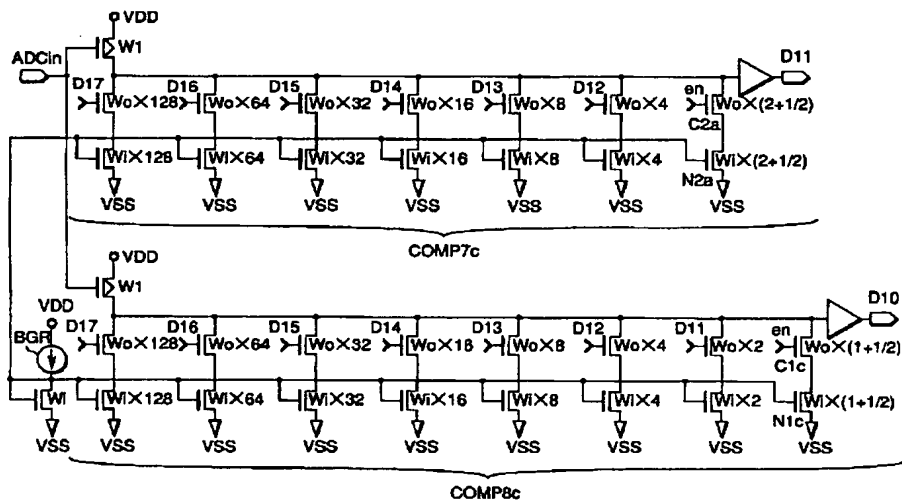 VDD
ADCin W1 D11
D17 D16 D15 D14 D13 D12 en
Wo×128 Wo×64 Wo×32 Wo×16 Wo×8 Wo×4 Wo×(2+1/2)
C2a
Wi×128 Wi×64 Wi×32 Wi×16 Wi×8 Wi×4 Wi×(2+1/2)
N2a
VSS VSS VSS VSS VSS VSS VSS
COMP7c
VDD
W1
VDD D10
BGR D17 D16 D15 D14 D13 D12 D11 en
Wo×128 Wo×64 Wo×32 Wo×16 Wo×8 Wo×4 Wo×2 Wo×(1+1/2)
C1c
Wi Wi×128 Wi×64 Wi×32 Wi×16 Wi×8 Wi×4 Wi×2 Wi×(1+1/2)
N1c
VSS VSS VSS VSS VSS VSS VSS VSS VSS
COMP8c